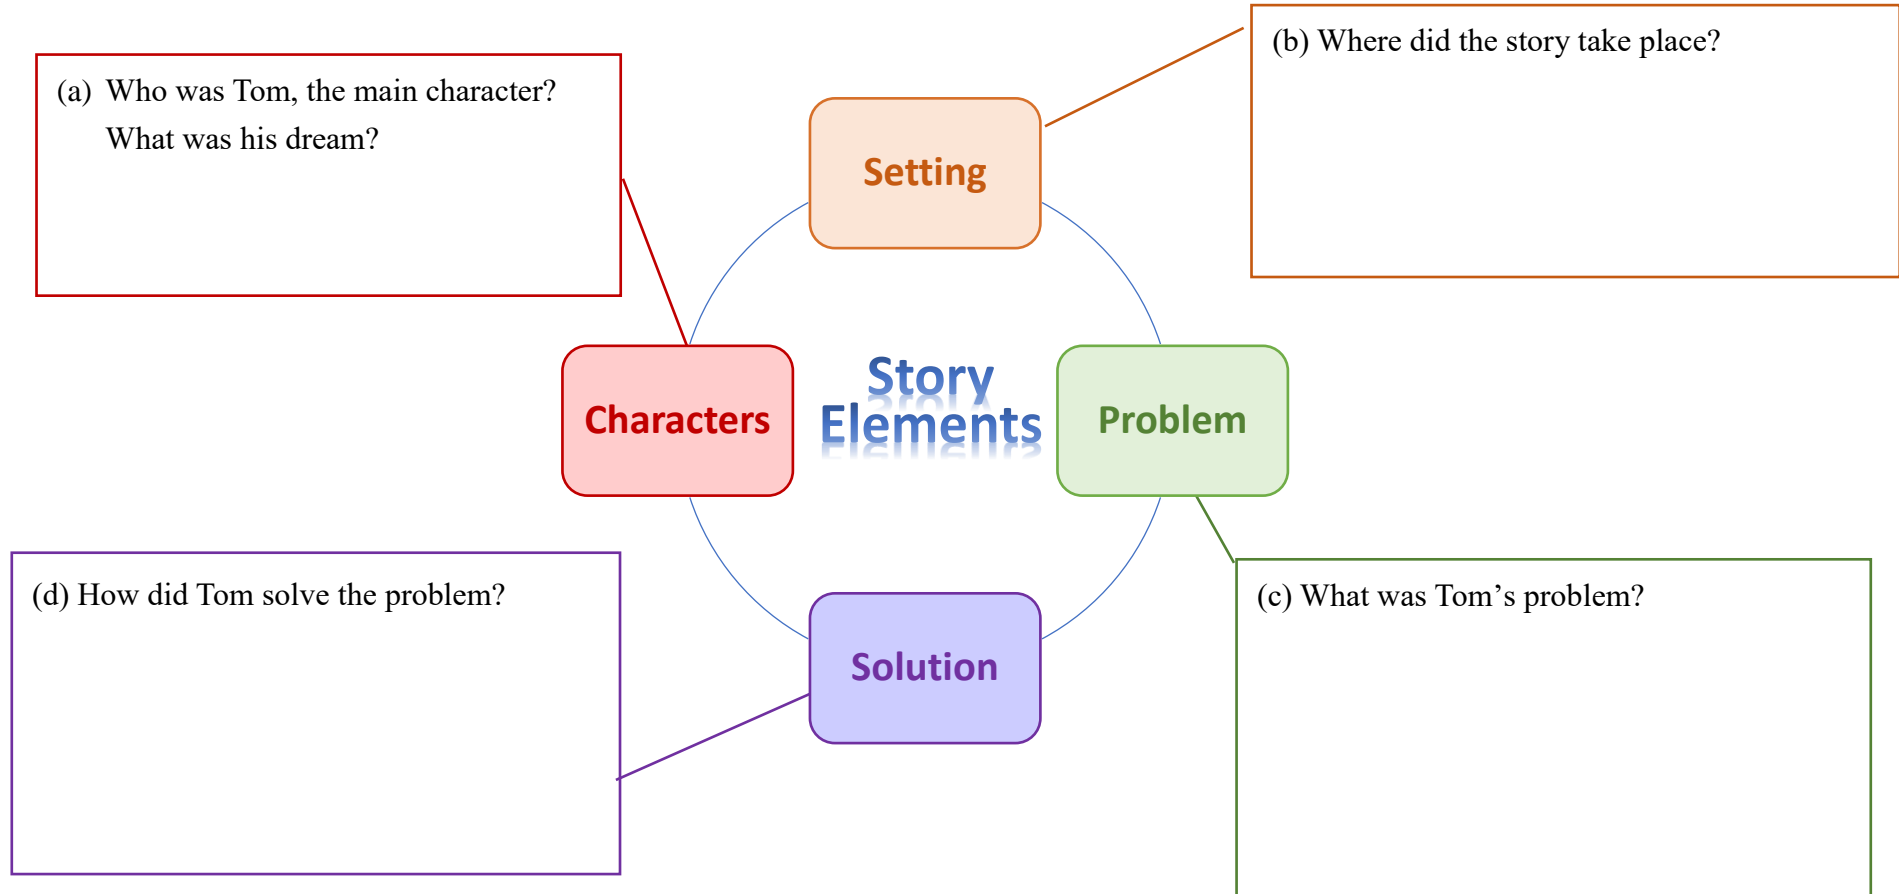 (a) Who was Tom, the main character?
What was his dream?
(b) Where did the story take place?
Setting
Characters
Story
Elements
Problem
(d) How did Tom solve the problem?
Solution
(c) What was Tom’s problem?